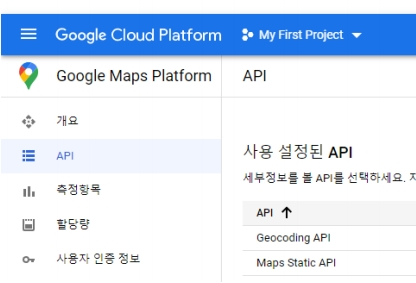 Google Cloud Platform My First Project
Google Maps Platform API
개요
API
측정항목
할당량
사용자 인증 정보
사용 설정된 API
세부정보를 볼 API를 선택하세요.
API
Geocoding API
Maps Static API